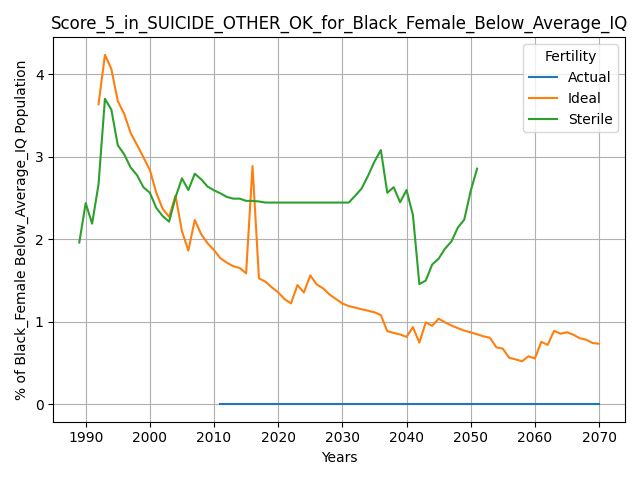 Score_5_in_SUICIDE_OTHER_OK_for_Black_Female_Below_Average_IQ
Fertility
Actual
Ideal
Sterile
% of Black_Female Below_Average_IQ Population
4
3
2
1
0
1990 2000 2010 2020 2030 2040 2050 2060 2070
Years